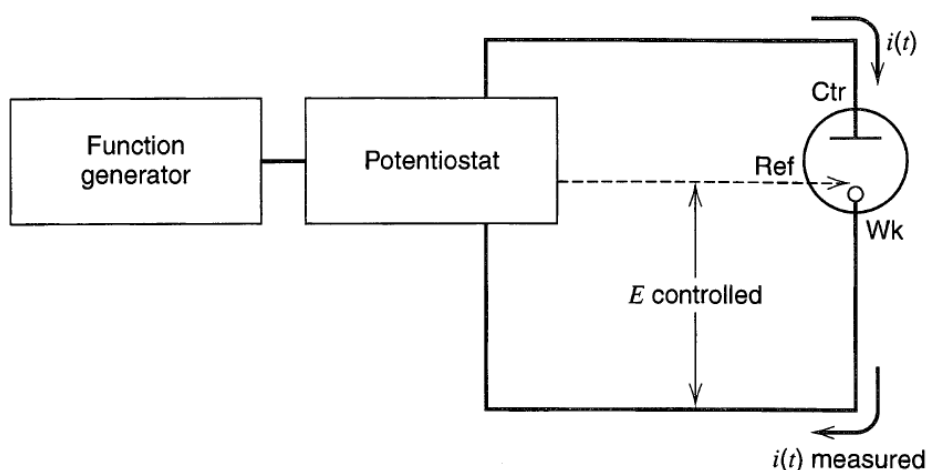 i(t)
Ctr
Function
generator
Potentiostat
Ref
Wk
E controlled
i(t) measured